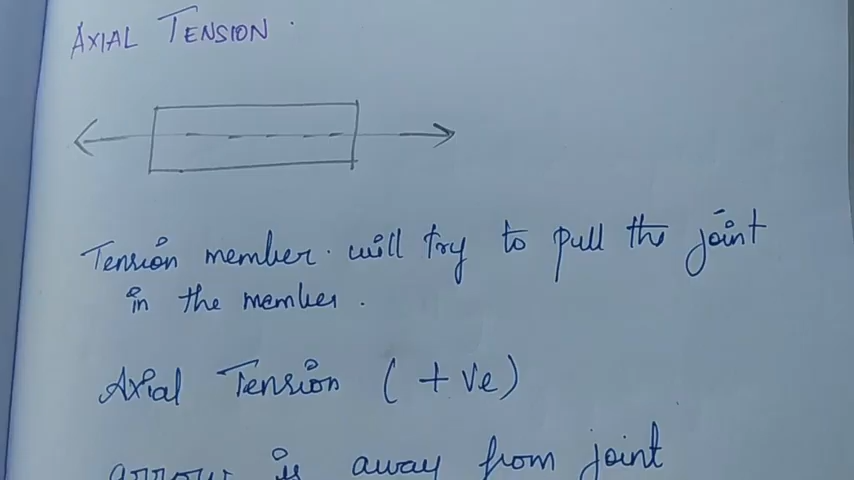 AXIAL TENSION.
Tension member. will try to pull the joint
in the member.
Axial Tension (+ve)
arrow is away from joint